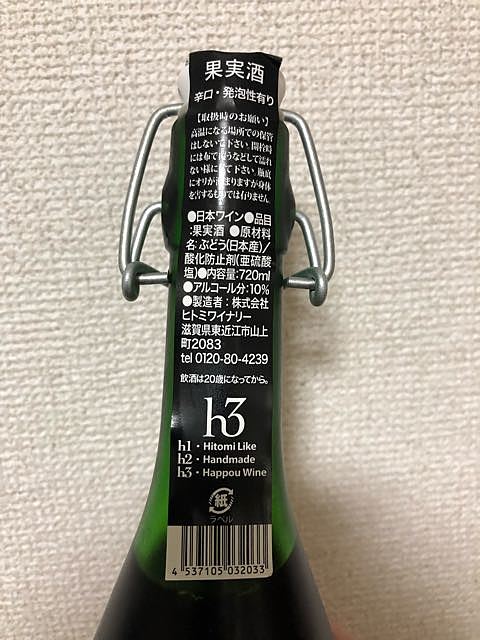 果実酒
辛口・発泡性有り
【取扱時のお願い】
高温になる場所での保管
はしないで下さい 開栓時
には布で覆うなどして濡れ
ない様にして下さい 瓶底
にオリが溜まりますが身体
を害するものでは有りません
●日本ワイン●品目
:果実酒 ●原材料
名:ぶどう(日本産)/
酸化防止剤(亜硫酸
塩)●内容量:720ml
●アルコール分:10%
●製造者:株式会社
ヒトミワイナリー
滋賀県東近江市山上
町2083
tel 0120-80-4239
飲酒は20歳になってから。
h3
h1・Hitomi Like
h2・Handmade
h3・Happou Wine
紙
ラベル
4 537105 032033